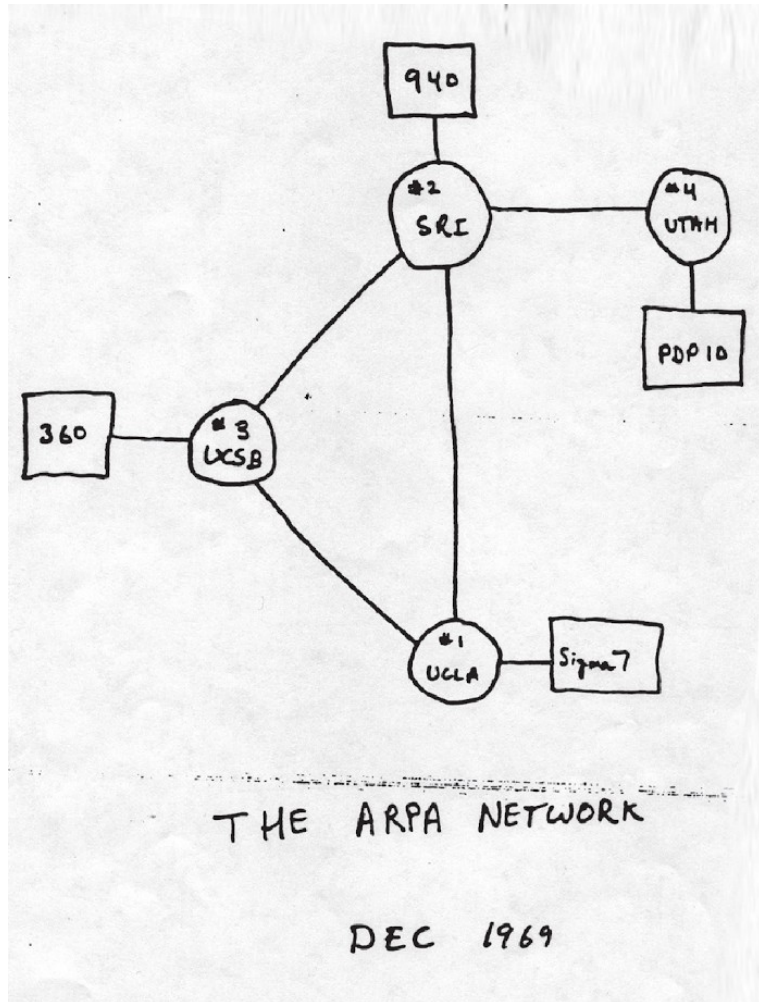 940
#2
SRI
#4
UTAH
PDP 10
360
#3
UCSB
#1
UCLA
Sigma 7
THE ARPA NETWORK
DEC 1969